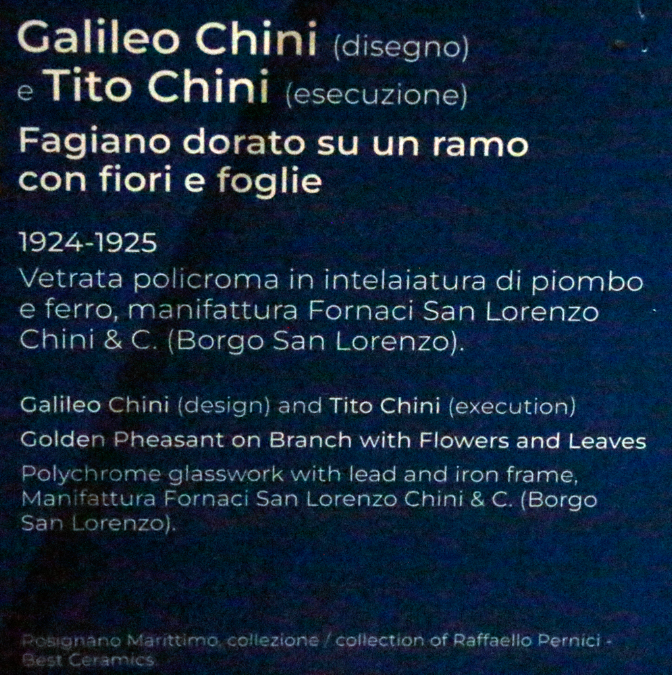 Galileo Chini (disegno)
e Tito Chini (esecuzione)
Fagiano dorato su un ramo
con fiori e foglie
1924-1925
Vetrata policroma in intelaiatura di piombo
e ferro, manifattura Fornaci San Lorenzo
Chini & C. (Borgo San Lorenzo).
Galileo Chini (design) and Tito Chini (execution)
Golden Pheasant on Branch with Flowers and Leaves
Polychrome glasswork with lead and iron frame,
Manifattura Fornaci San Lorenzo Chini & C. (Borgo
San Lorenzo).
Rosignano Marittimo, collezione / collection of Raffaello Pernici -
Best Ceramics